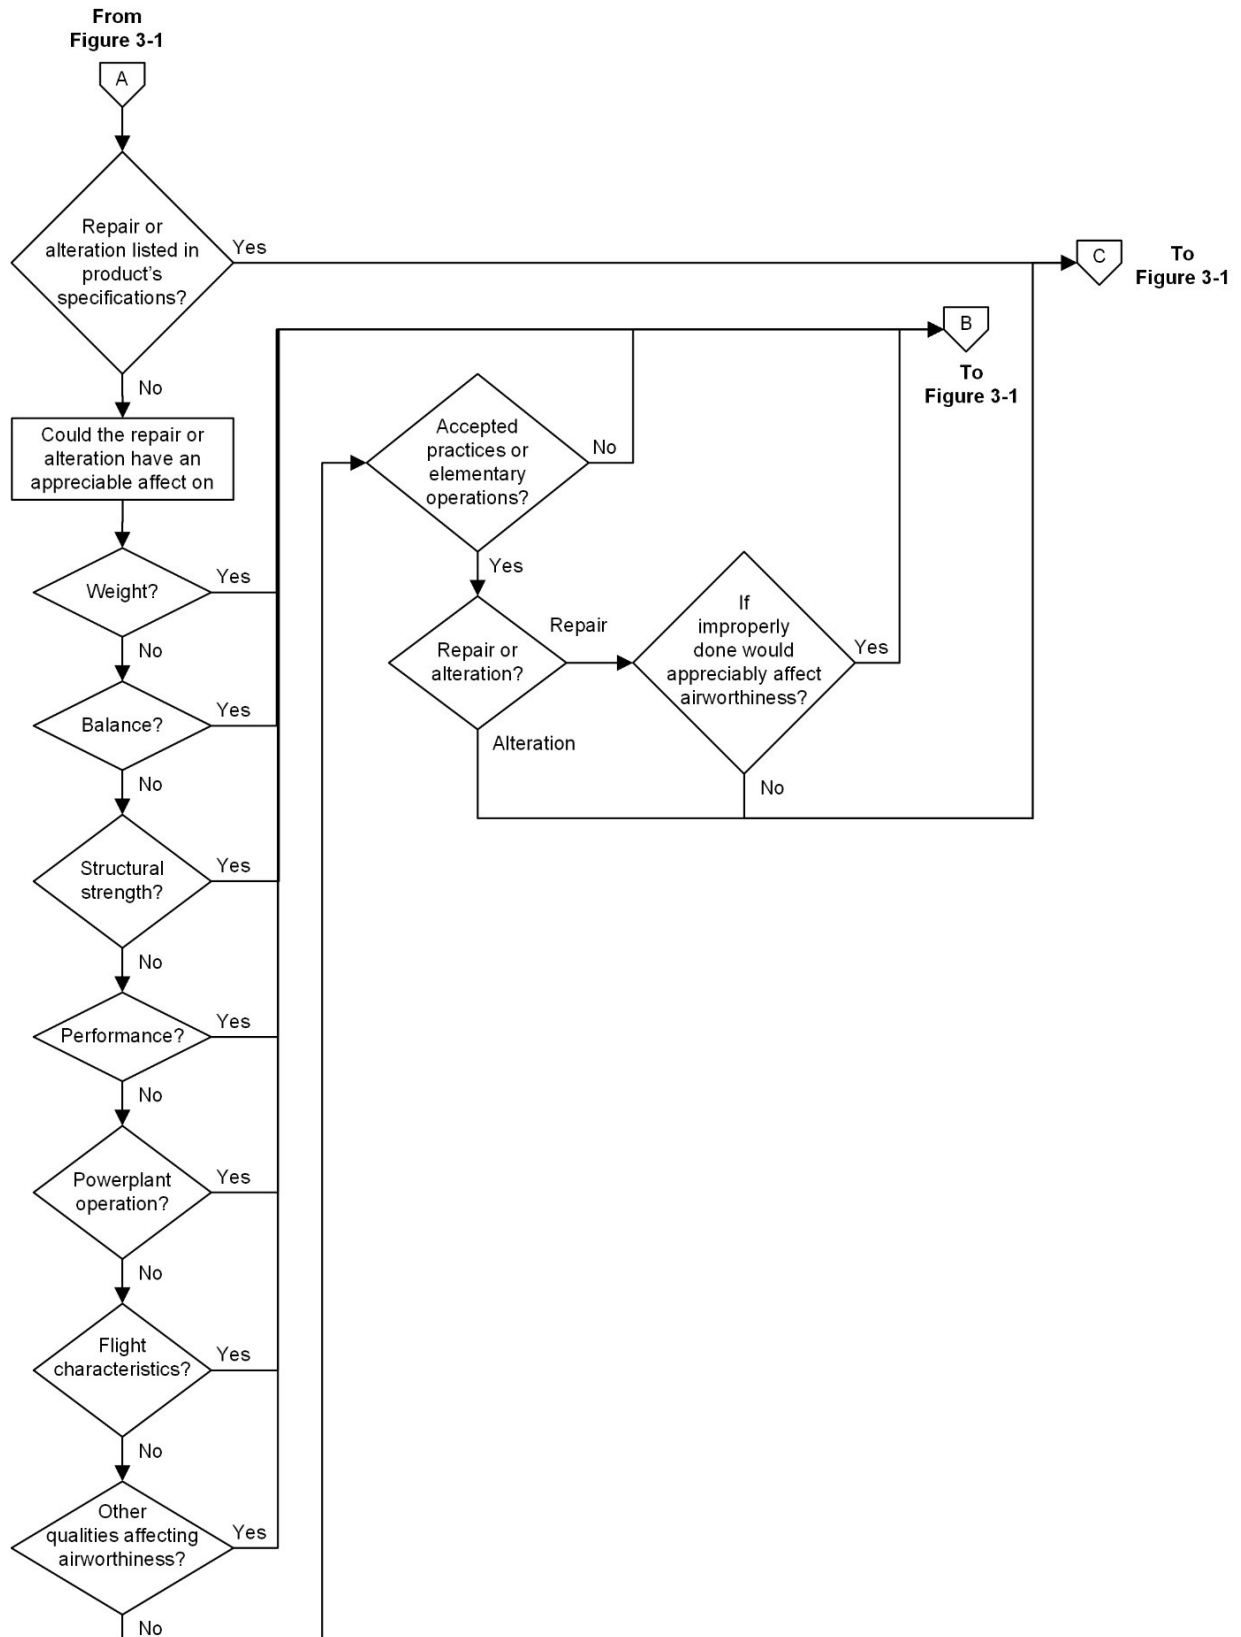 From
Figure 3-1
A
Repair or
alteration listed in
product's
specifications?
Yes
C
To
Figure 3-1
No
B
To
Figure 3-1
Could the repair or
alteration have an
appreciable affect on
Accepted
practices or
elementary
operations?
No
Yes
Weight?
Yes
No
Repair or
alteration?
Repair
Alteration
If
improperly
done would
appreciably affect
airworthiness?
Yes
No
Balance?
Yes
No
Structural
strength?
Yes
No
Performance?
Yes
No
Powerplant
operation?
Yes
No
Flight
characteristics?
Yes
No
Other
qualities affecting
airworthiness?
Yes
No